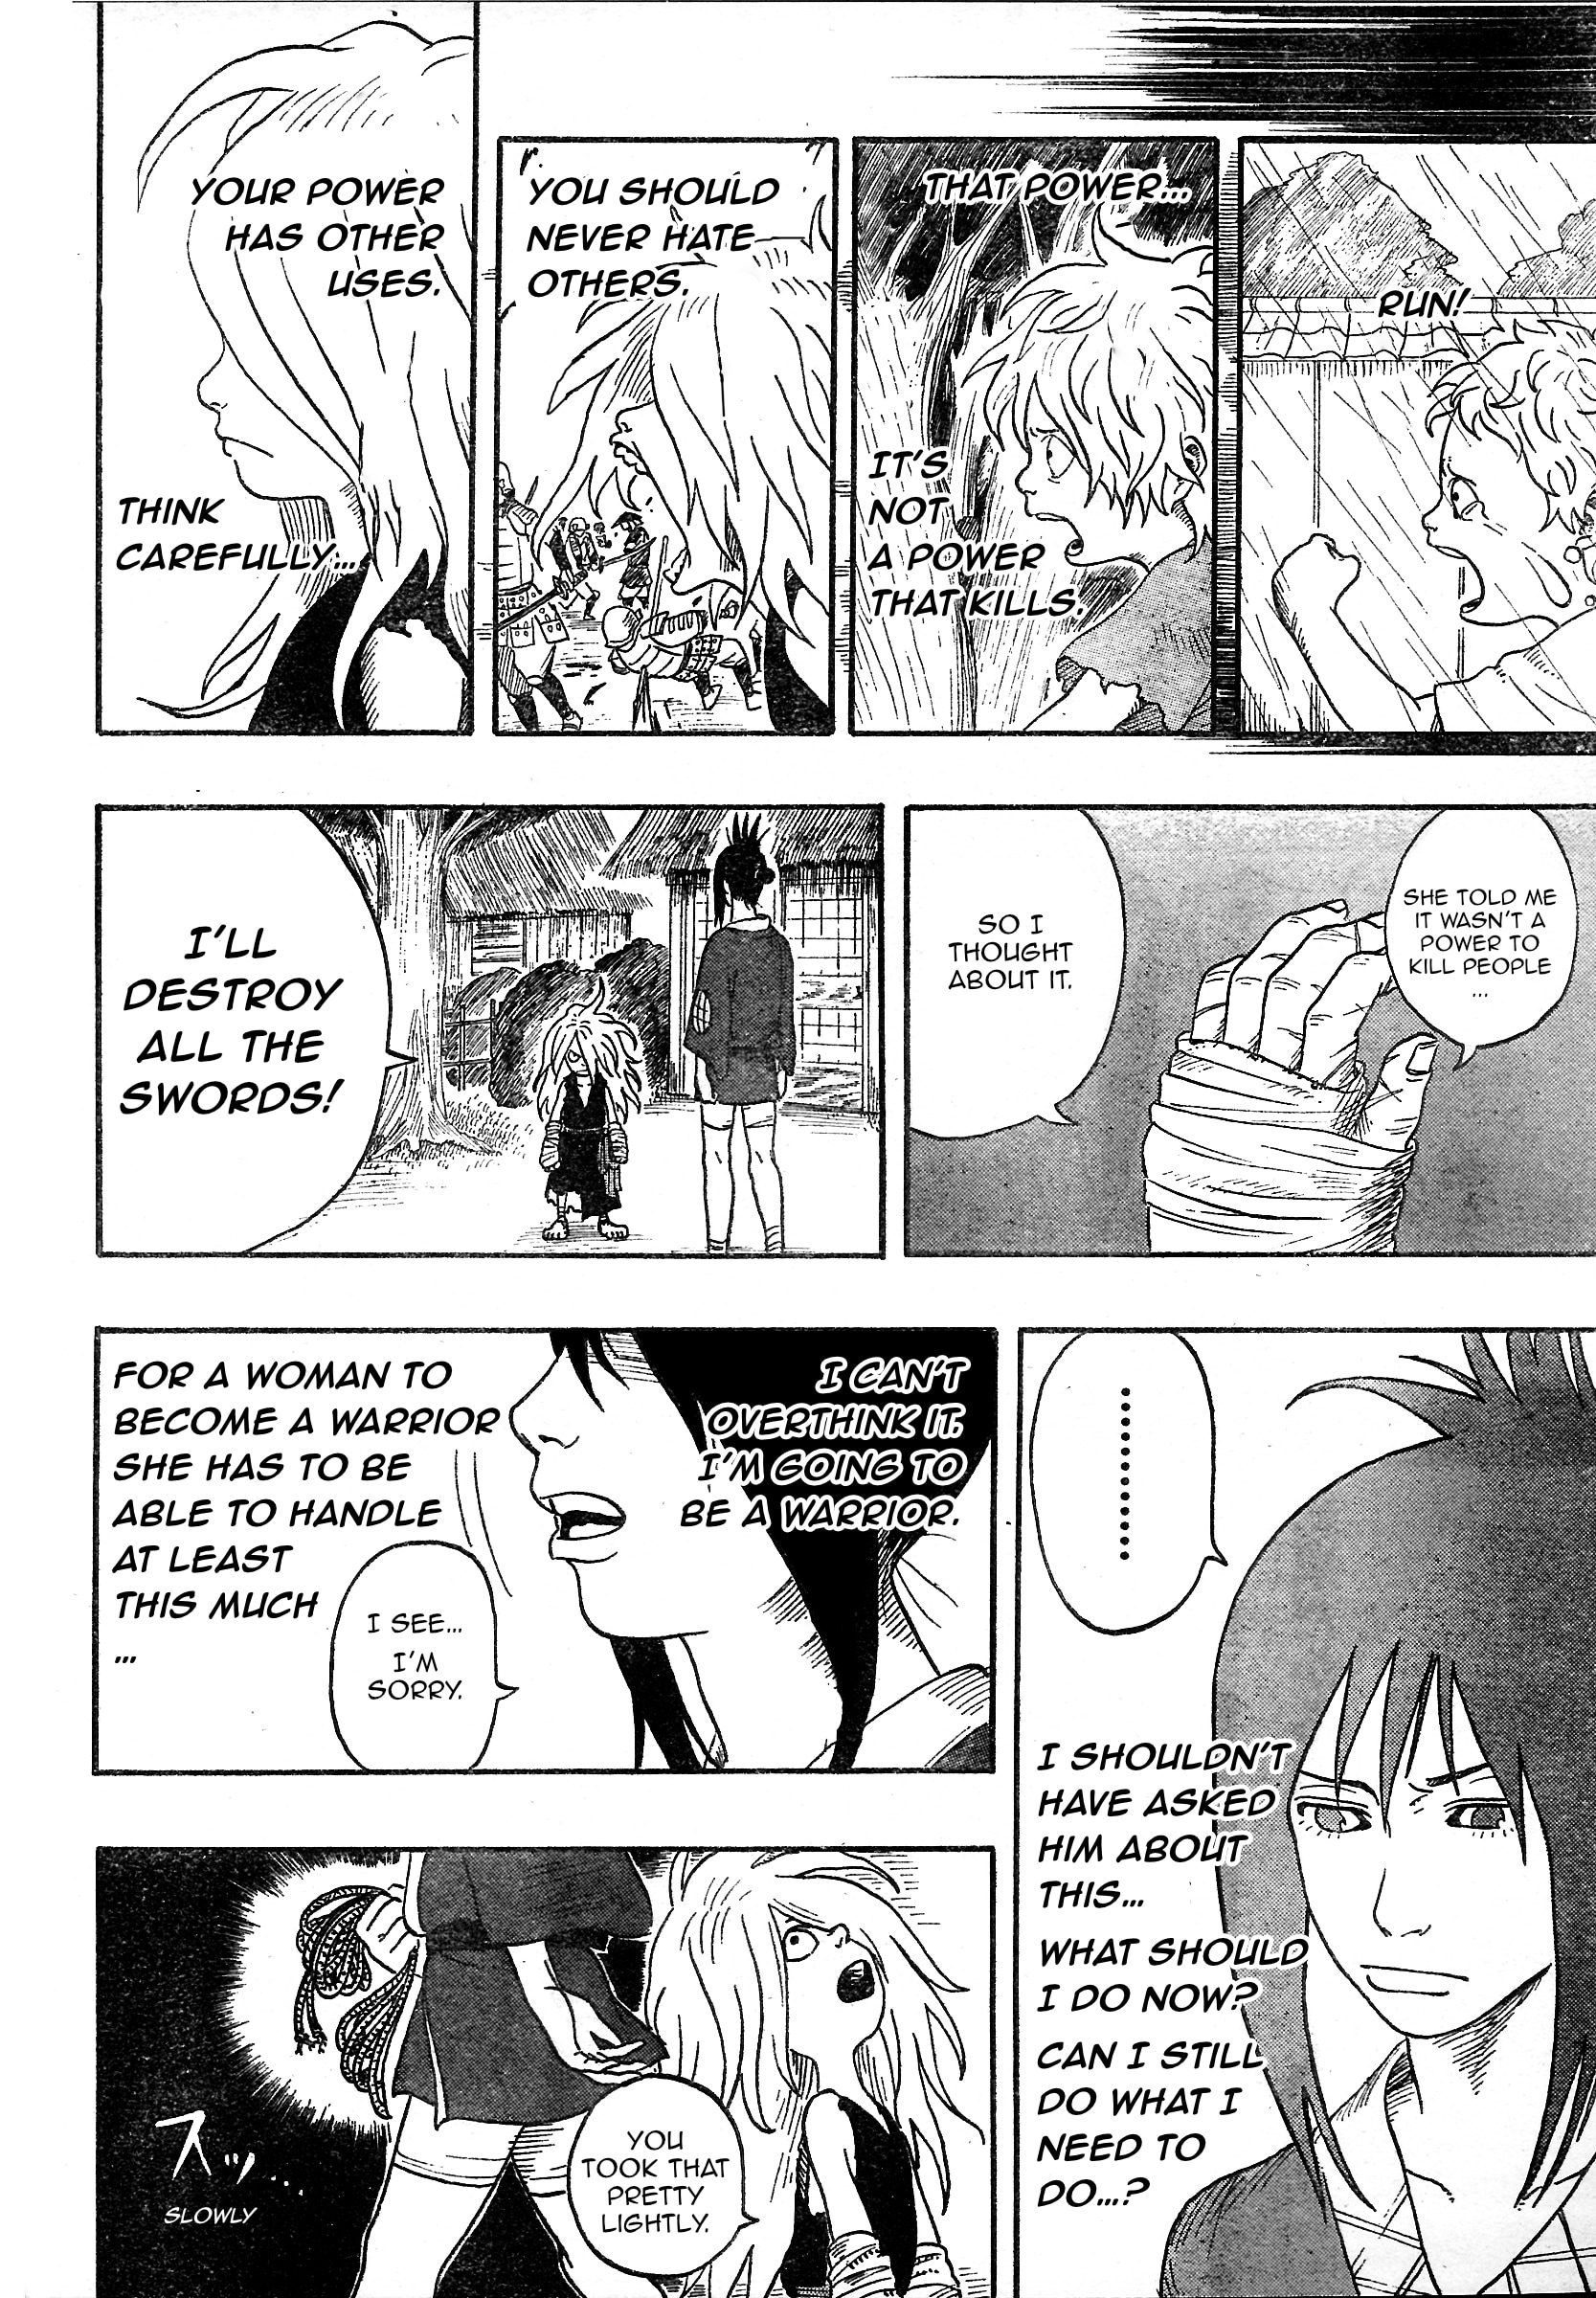 RUN!
THAT POWER...
IT'S
NOT
A POWER
THAT KILLS.
YOU SHOULD
NEVER HATE
OTHERS.
YOUR POWER
HAS OTHER
USES.
THINK
CAREFULLY...
SHE TOLD ME
IT WASN'T A
POWER TO
KILL PEOPLE
...
SO I
THOUGHT
ABOUT IT.
I'LL
DESTROY
ALL THE
SWORDS!
............
I SHOULDN'T
HAVE ASKED
HIM ABOUT
THIS...
WHAT SHOULD
I DO NOW?
CAN I STILL
DO WHAT I
NEED TO
DO...?
I CAN'T
OVERTHINK IT.
I'M GOING TO
BE A WARRIOR.
FOR A WOMAN TO
BECOME A WARRIOR
SHE HAS TO BE
ABLE TO HANDLE
AT LEAST
THIS MUCH
...
I SEE...
I'M
SORRY.
YOU
TOOK THAT
PRETTY
LIGHTLY.
スッ...
SLOWLY